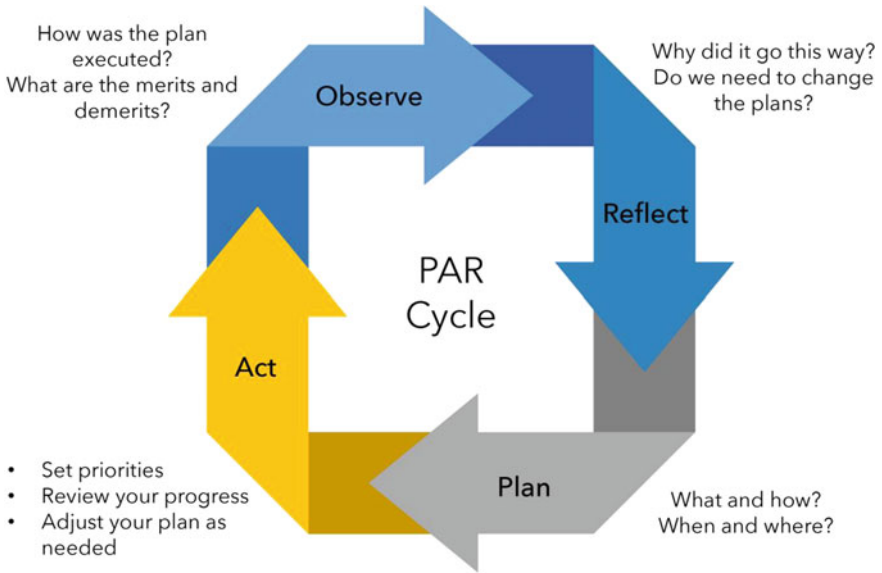 How was the plan
executed?
What are the merits and
demerits?
Observe
Why did it go this way?
Do we need to change
the plans?
Reflect
PAR
Cycle
Act
• Set priorities
• Review your progress
• Adjust your plan as
needed
Plan
What and how?
When and where?